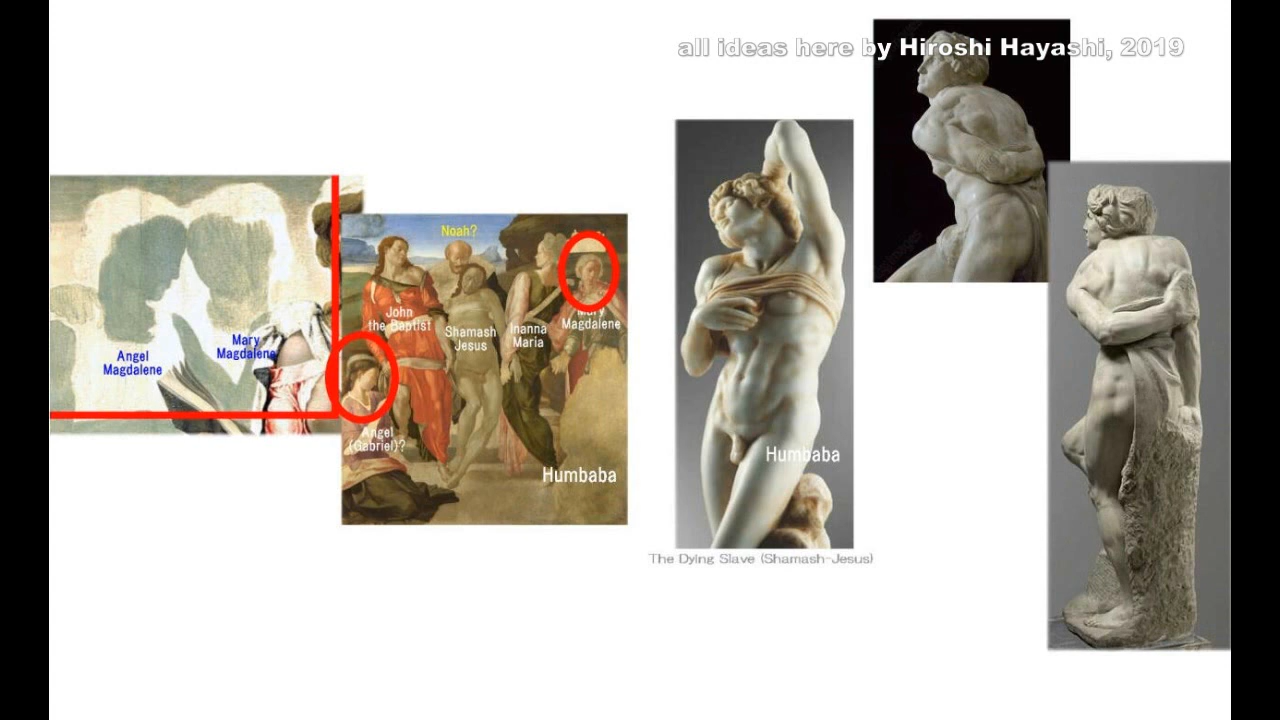 all ideas here by Hiroshi Hayashi, 2019
Angel
Magdalene
Mary
Magdalene
Noah?
John
the Baptist
Shamash
Jesus
Inanna
Maria
Mary
Magdalene
Angel
(Gabriel)?
Humbaba
Humbaba
The Dying Slave (Shamash-Jesus)